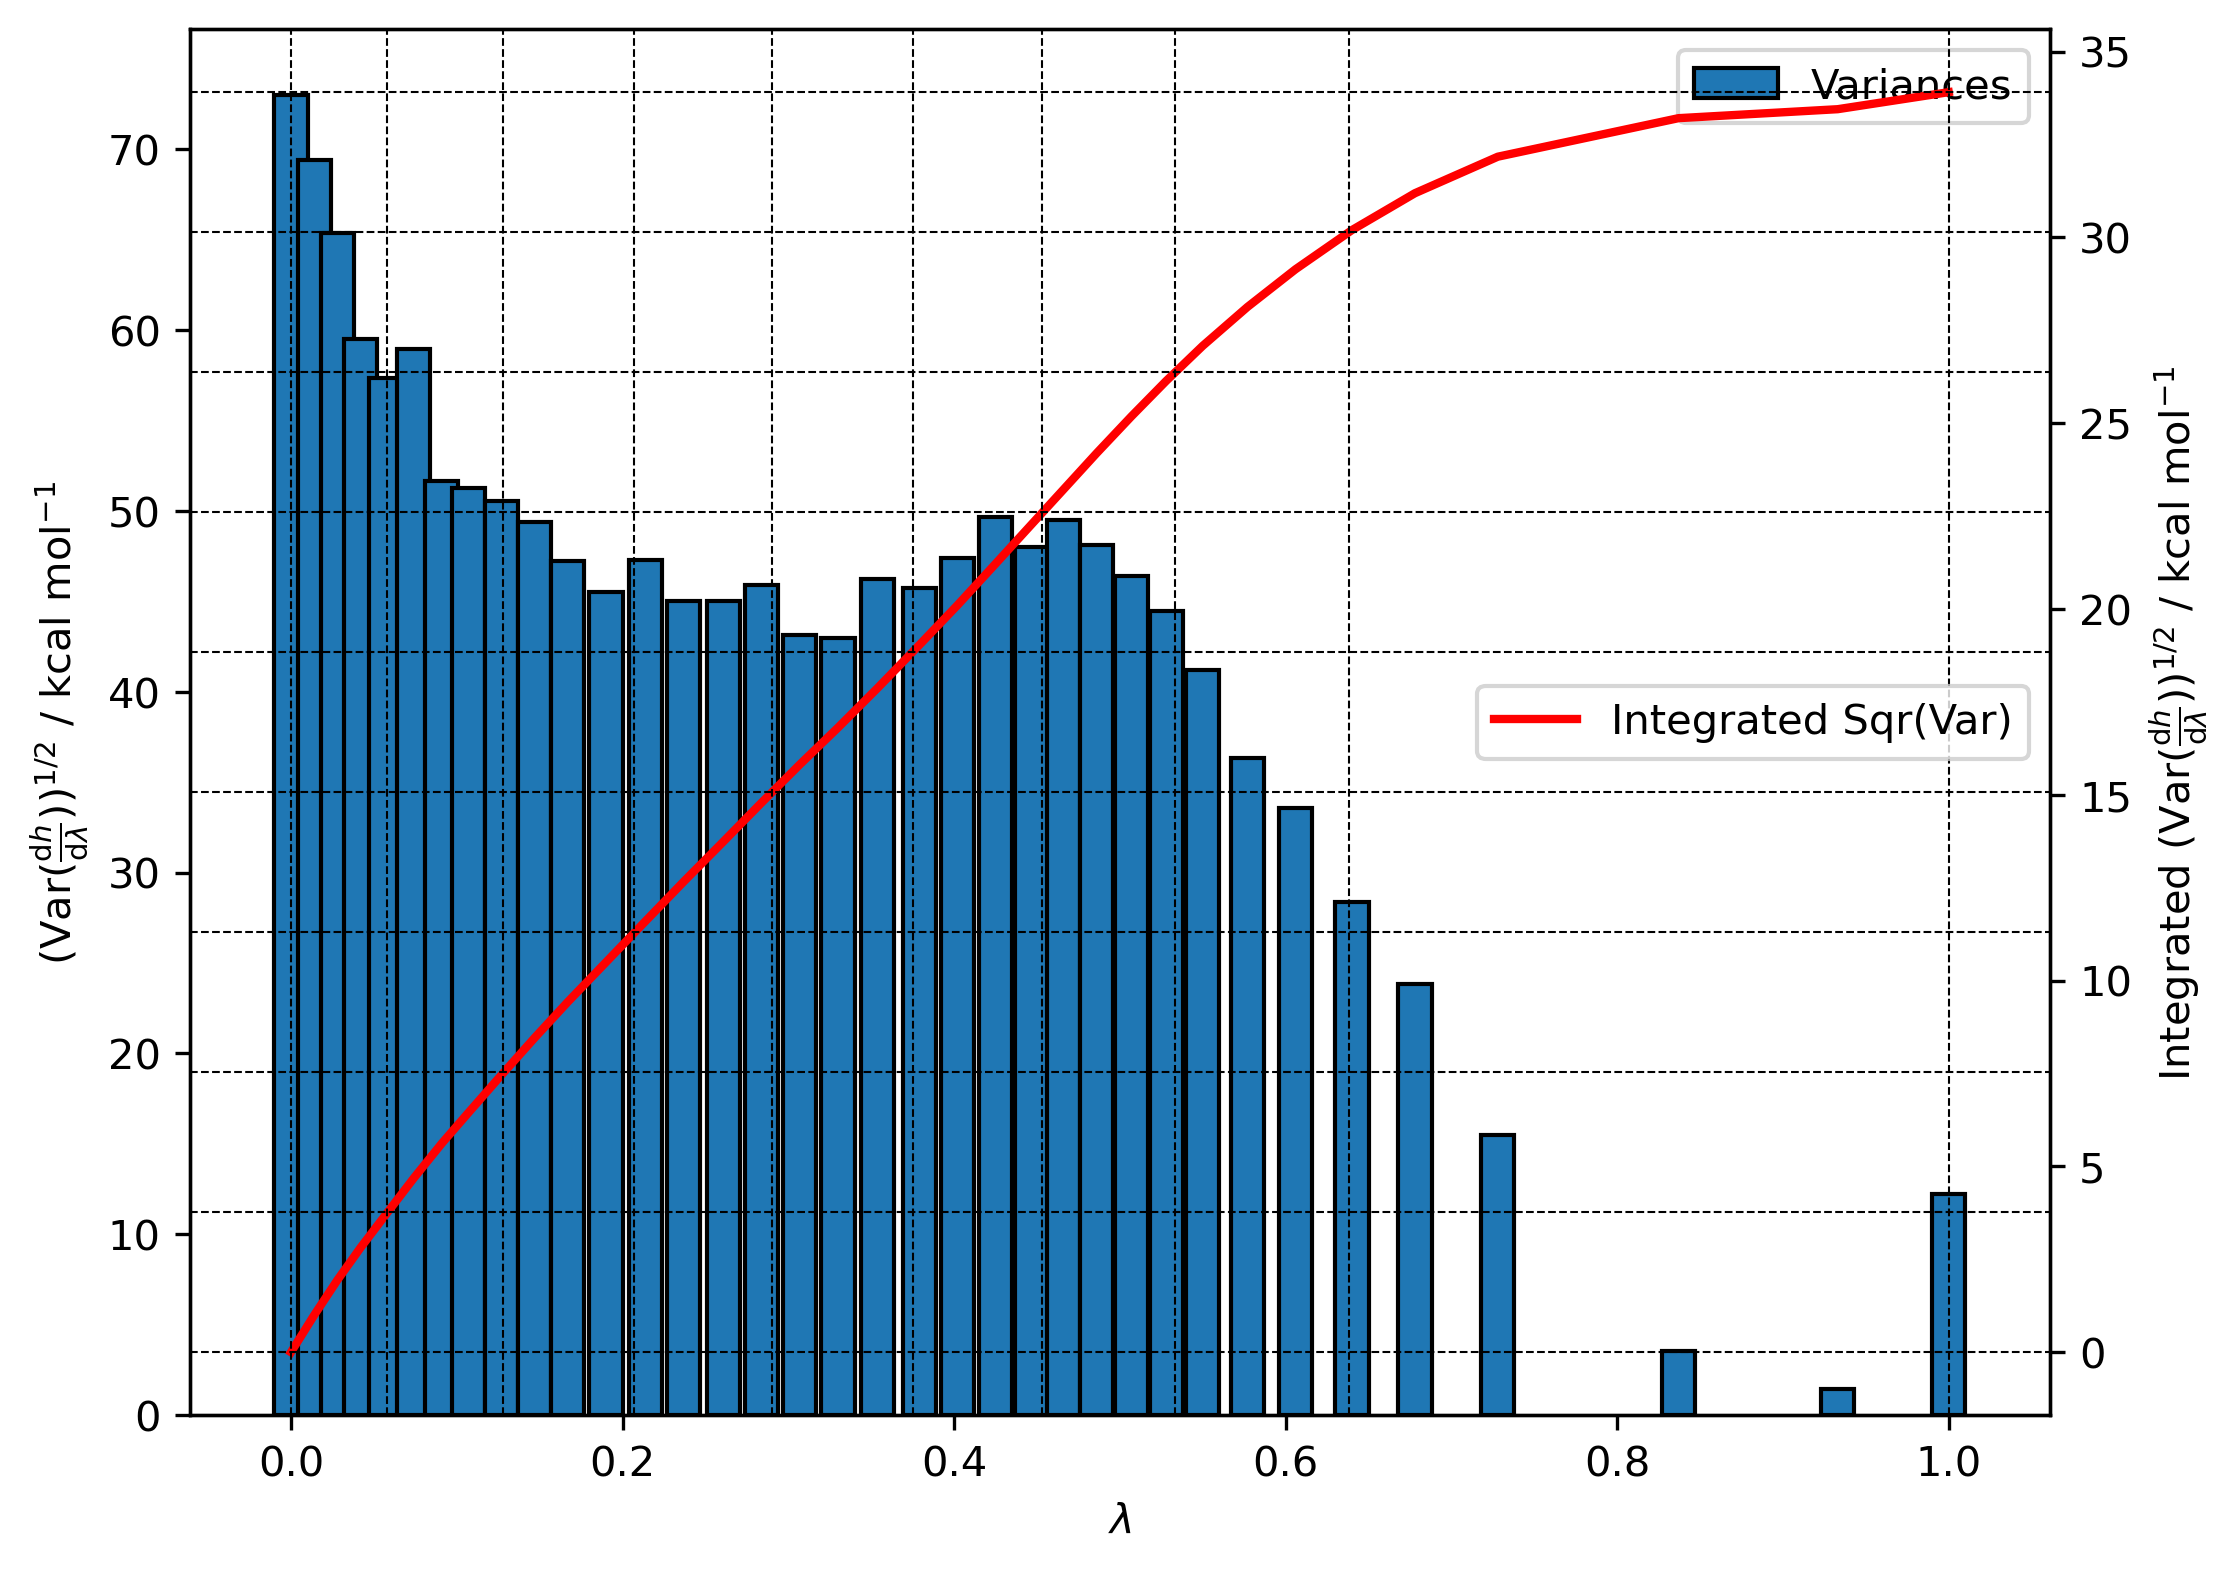 (Var(dh/dλ))^1/2 / kcal mol^−1
70
60
50
40
30
20
10
0
0.0 0.2 0.4 0.6 0.8 1.0
λ
Variances
Integrated Sqr(Var)
35
30
25
20
15
10
5
0
Integrated (Var(dh/dλ))^1/2 / kcal mol^−1